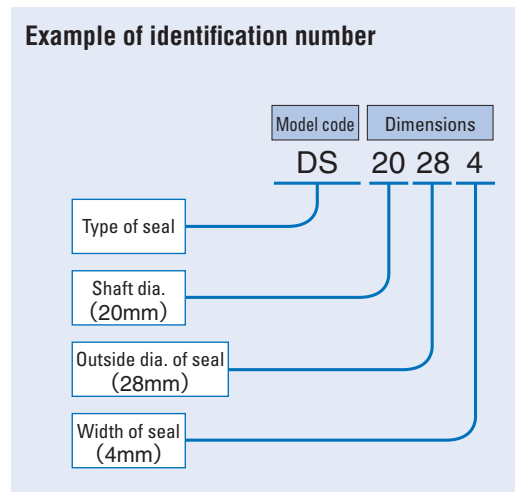 Example of identification number
Model code Dimensions
DS 20 28 4
Type of seal
Shaft dia.
（20mm）
Outside dia. of seal
（28mm）
Width of seal
（4mm）